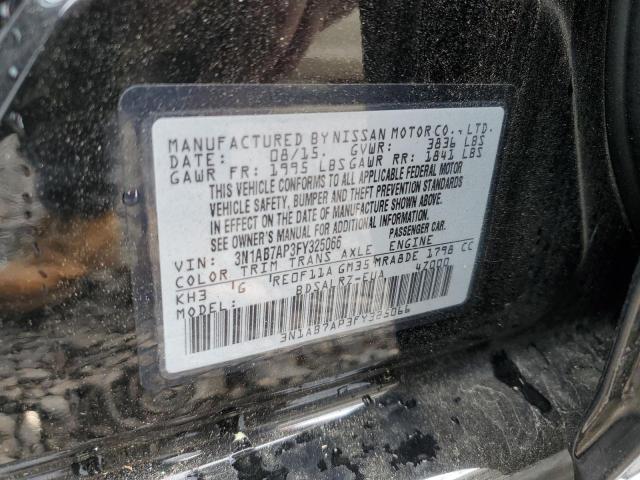 MANUFACTURED BY NISSAN MOTOR CO., LTD.
DATE: 08/15. GVWR: 3836 LBS
GAWR FR: 1995 LBS GAWR RR: 1841 LBS
THIS VEHICLE CONFORMS TO ALL APPLICABLE FEDERAL MOTOR
VEHICLE SAFETY, BUMPER AND THEFT PREVENTION STANDARDS
IN EFFECT ON THE DATE OF MANUFACTURE SHOWN ABOVE.
SEE OWNER'S MANUAL FOR ADDITIONAL INFORMATION.
VIN: 3N1AB7AP3FY325066 PASSENGER CAR.
COLOR TRIM TRANS AXLE ENGINE
KH3 G RE0F11A GM35 MRA8DE 1798 CC
MODEL: BDSALR7-EUA 47000
3N1AB7AP3FY325066